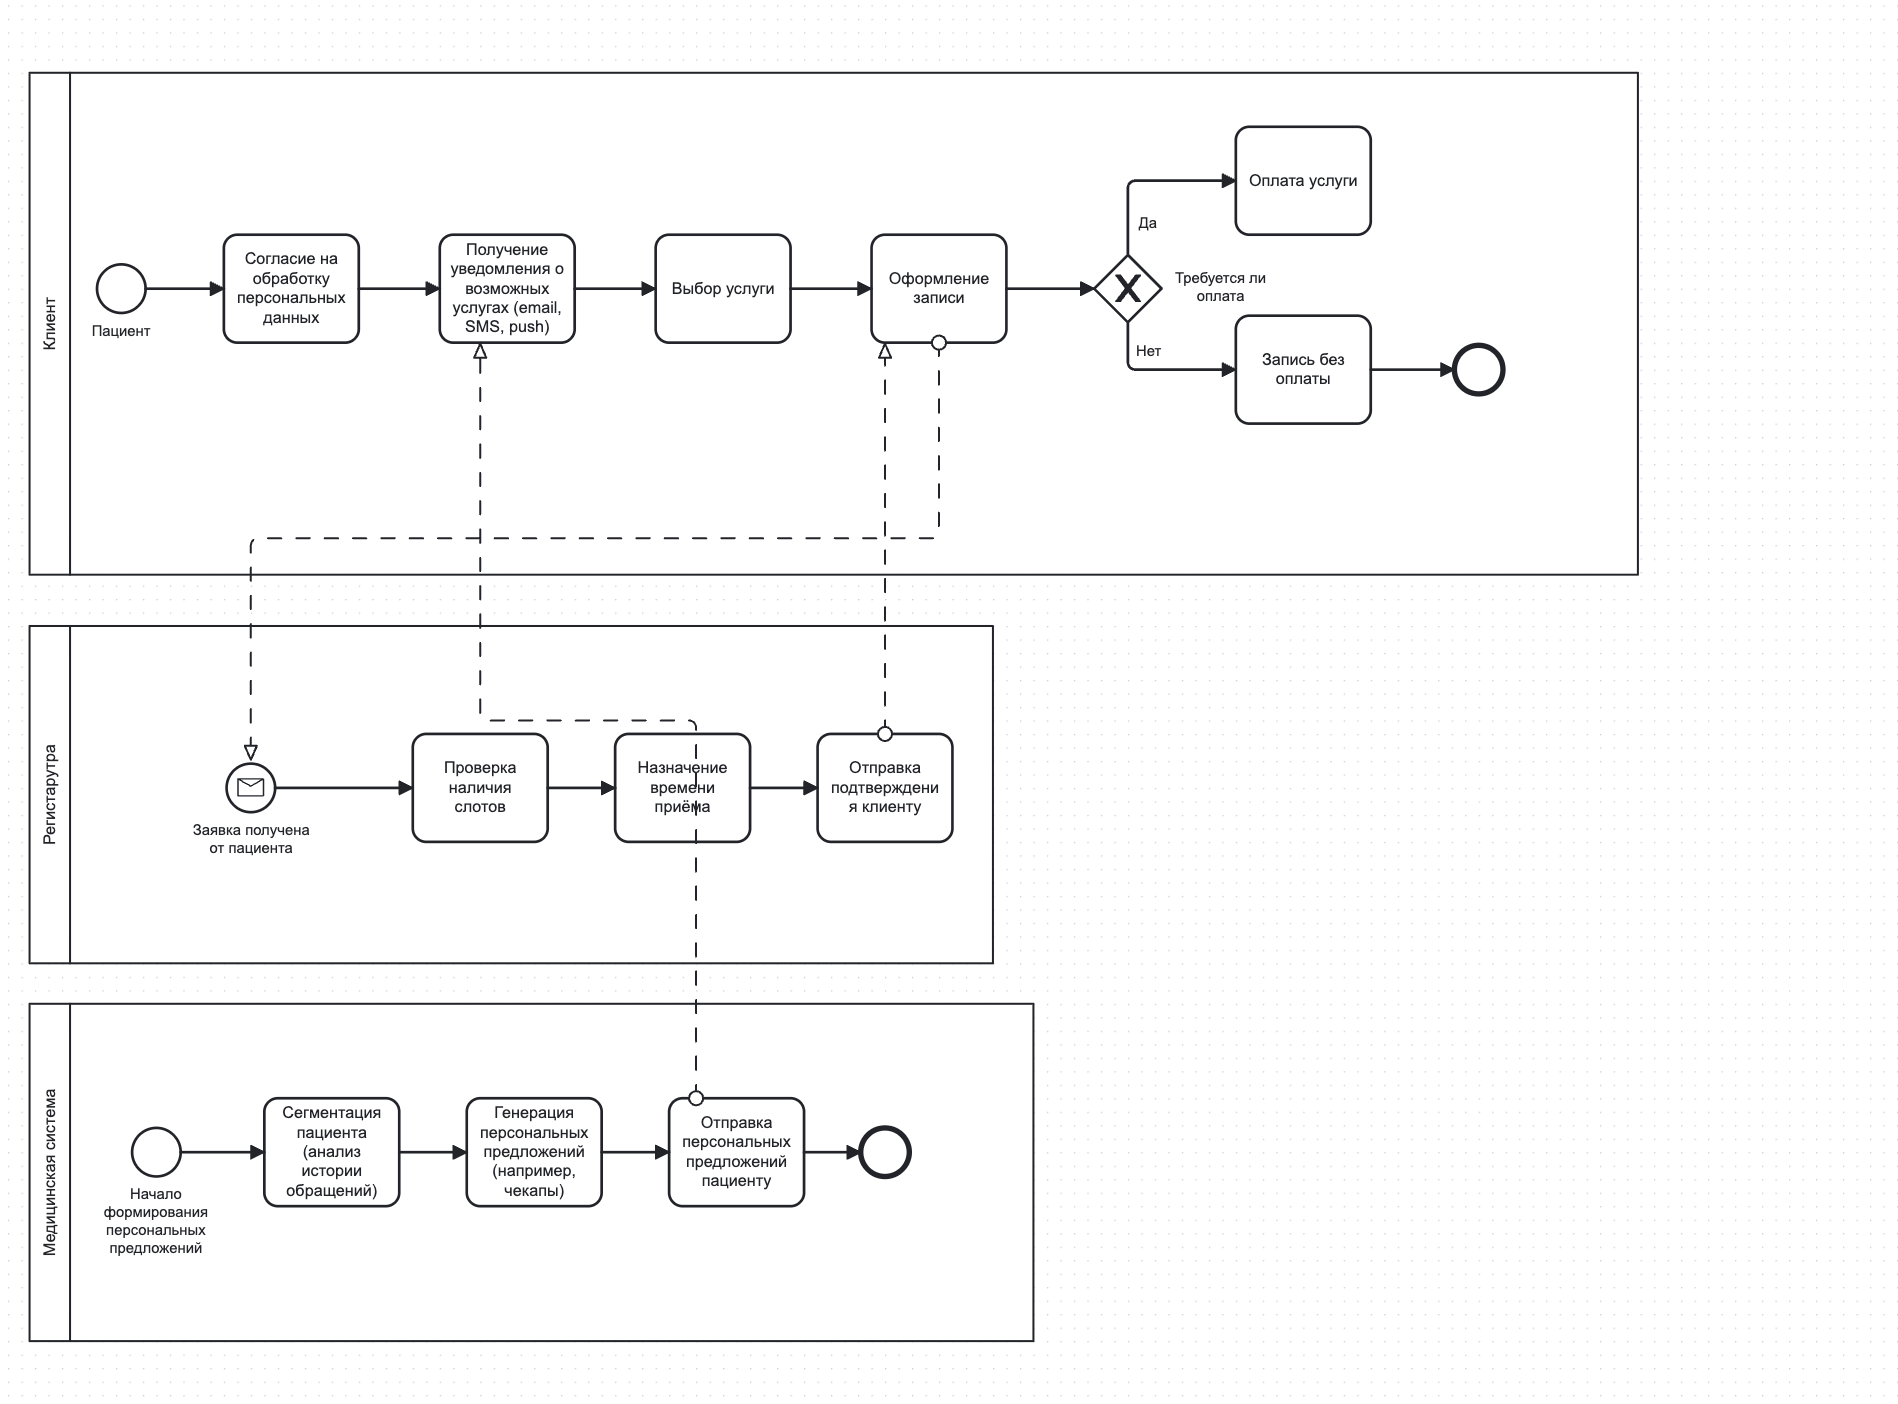 Клиент
Пациент
Согласие на
обработку
персональных
данных
Получение
уведомления о
возможных
услугах (email,
SMS, push)
Выбор услуги
Оформление
записи
Да
Требуется ли
оплата
Нет
Оплата услуги
Запись без
оплаты
Регистарутра
Заявка получена
от пациента
Проверка
наличия
слотов
Назначение
времени
приёма
Отправка
подтверждени
я клиенту
Медицинская система
Начало
формирования
персональных
предложений
Сегментация
пациента
(анализ
истории
обращений)
Генерация
персональных
предложений
(например,
чекапы)
Отправка
персональных
предложений
пациенту